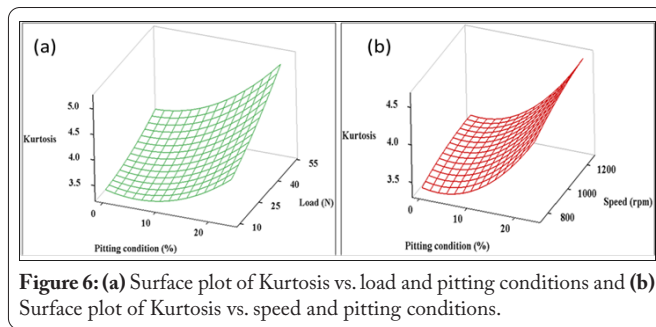 (a)
5.0
4.5
Kurtosis
4.0
3.5
0
10
20
Pitting condition (%)
55
40
Load (N)
25
10
(b)
4.5
Kurtosis
4.0
3.5
0
10
20
Pitting condition (%)
1200
1000
Speed (rpm)
800
Figure 6: (a) Surface plot of Kurtosis vs. load and pitting conditions and (b)
Surface plot of Kurtosis vs. speed and pitting conditions.